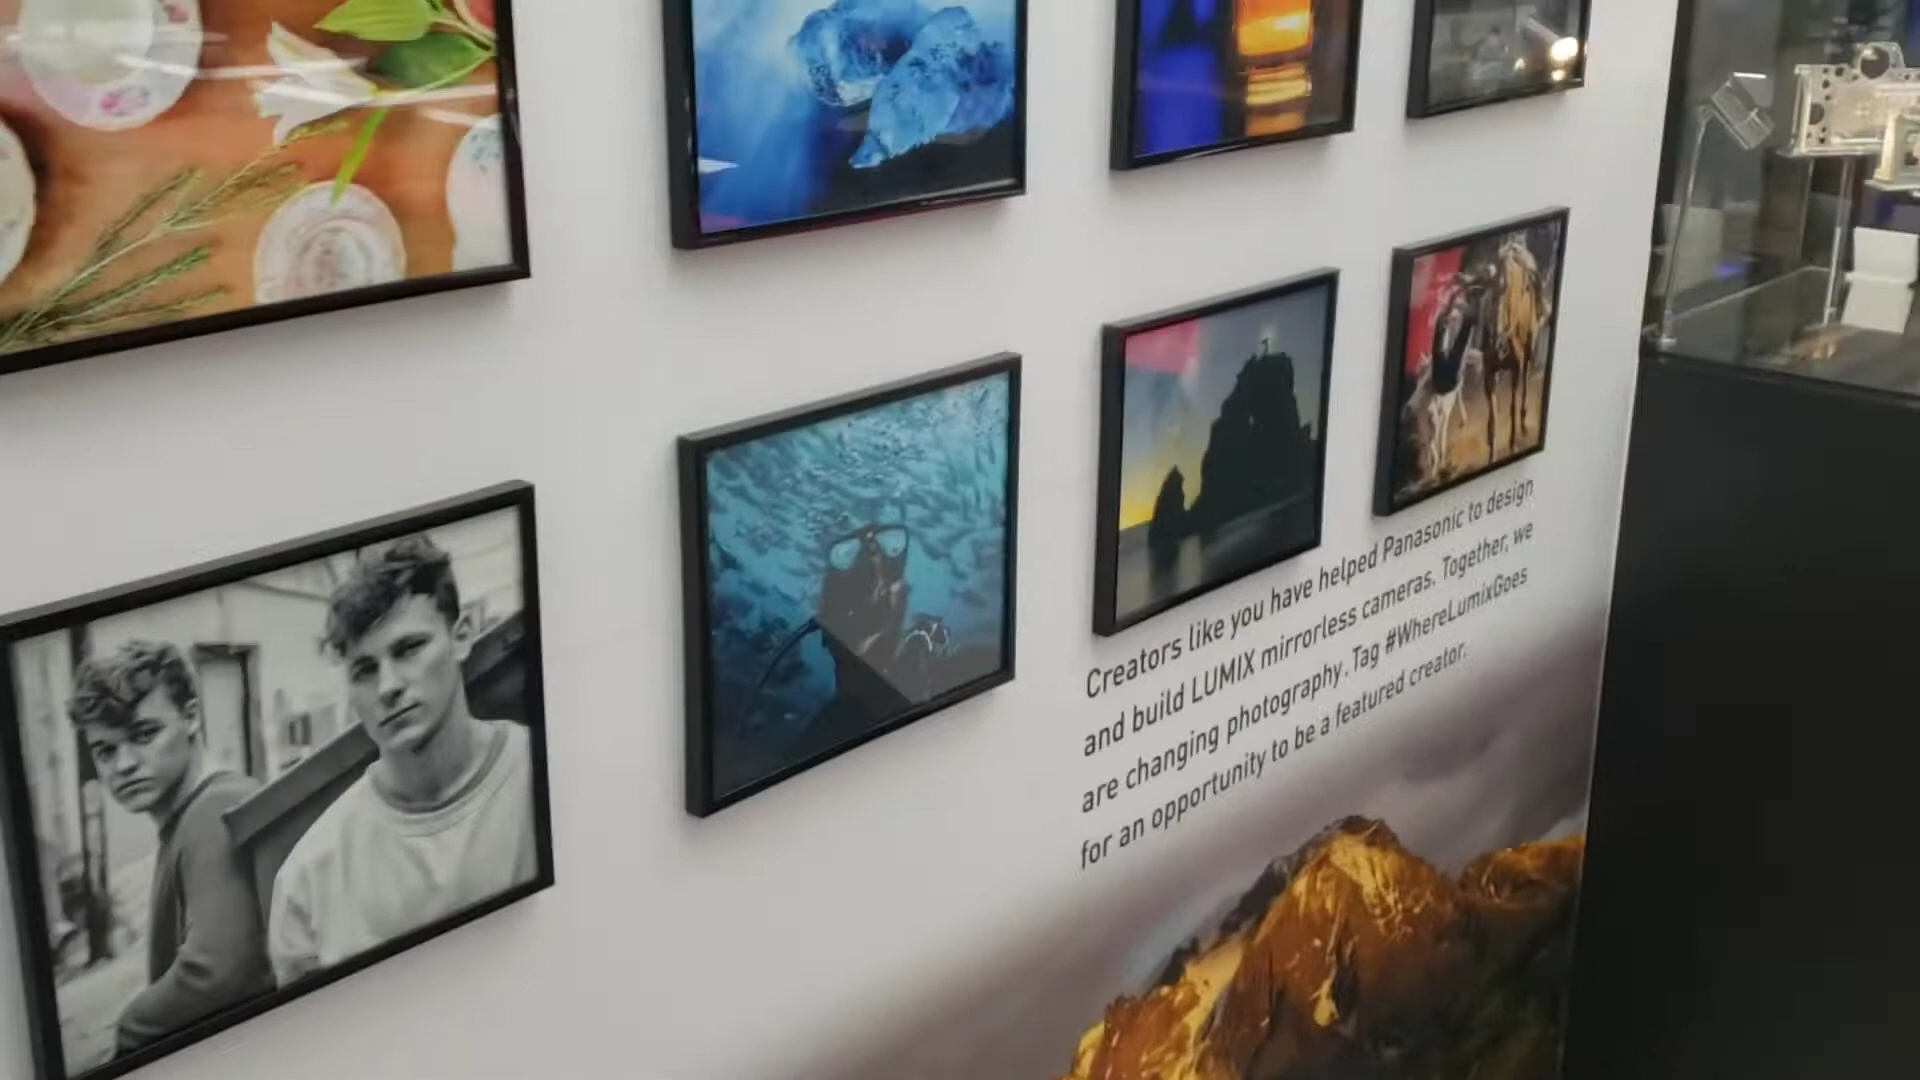 Creators like you have helped Panasonic to design
and build LUMIX mirrorless cameras. Together, we
are changing photography. Tag #WhereLumixGoes
for an opportunity to be a featured creator.